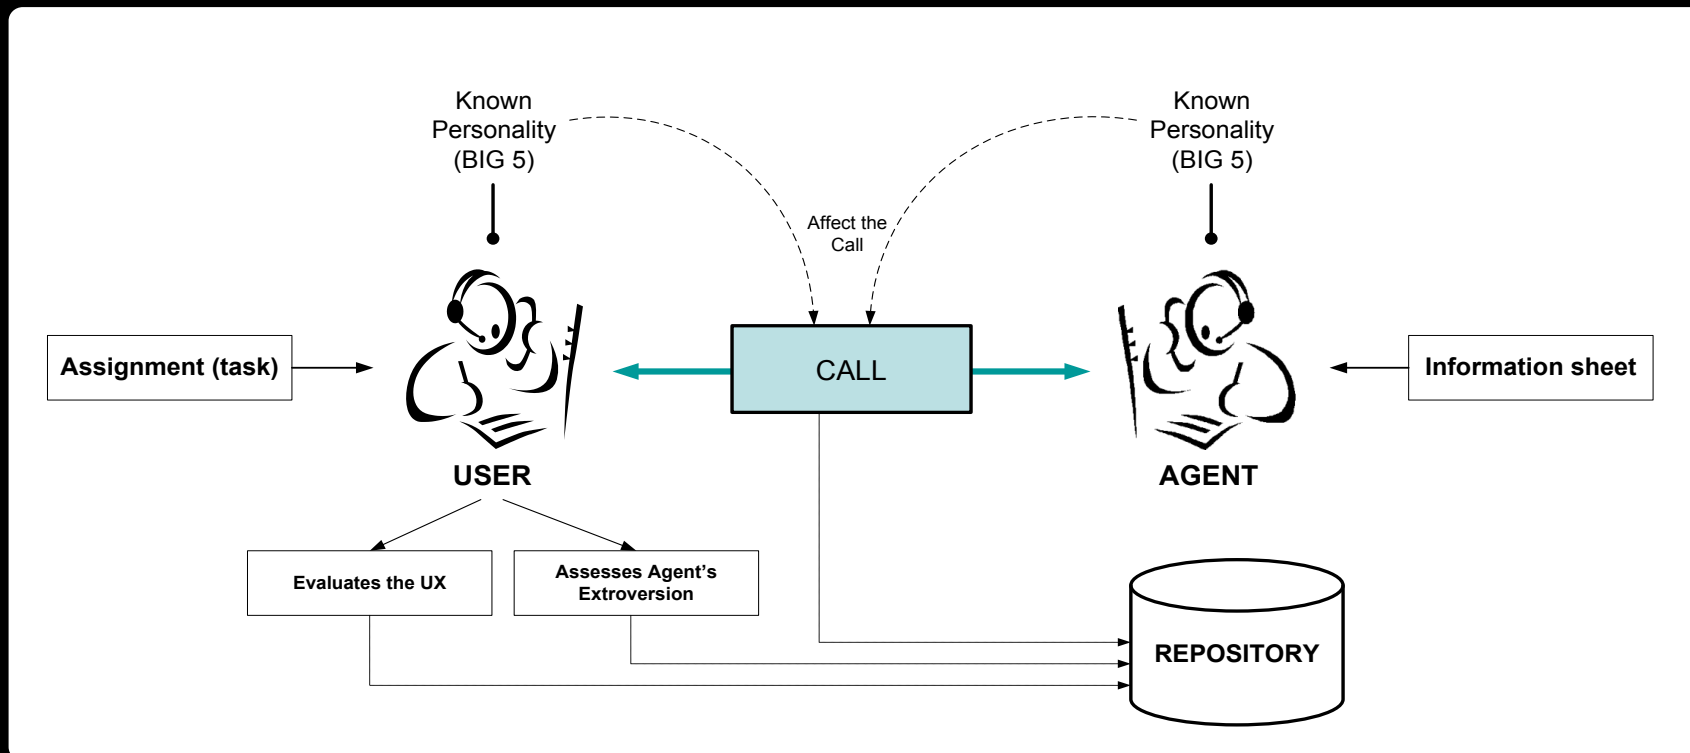 Known
Personality
(BIG 5)
Known
Personality
(BIG 5)
Affect the
Call
Assignment (task)
CALL
Information sheet
USER
AGENT
Evaluates the UX
Assesses Agent's
Extroversion
REPOSITORY